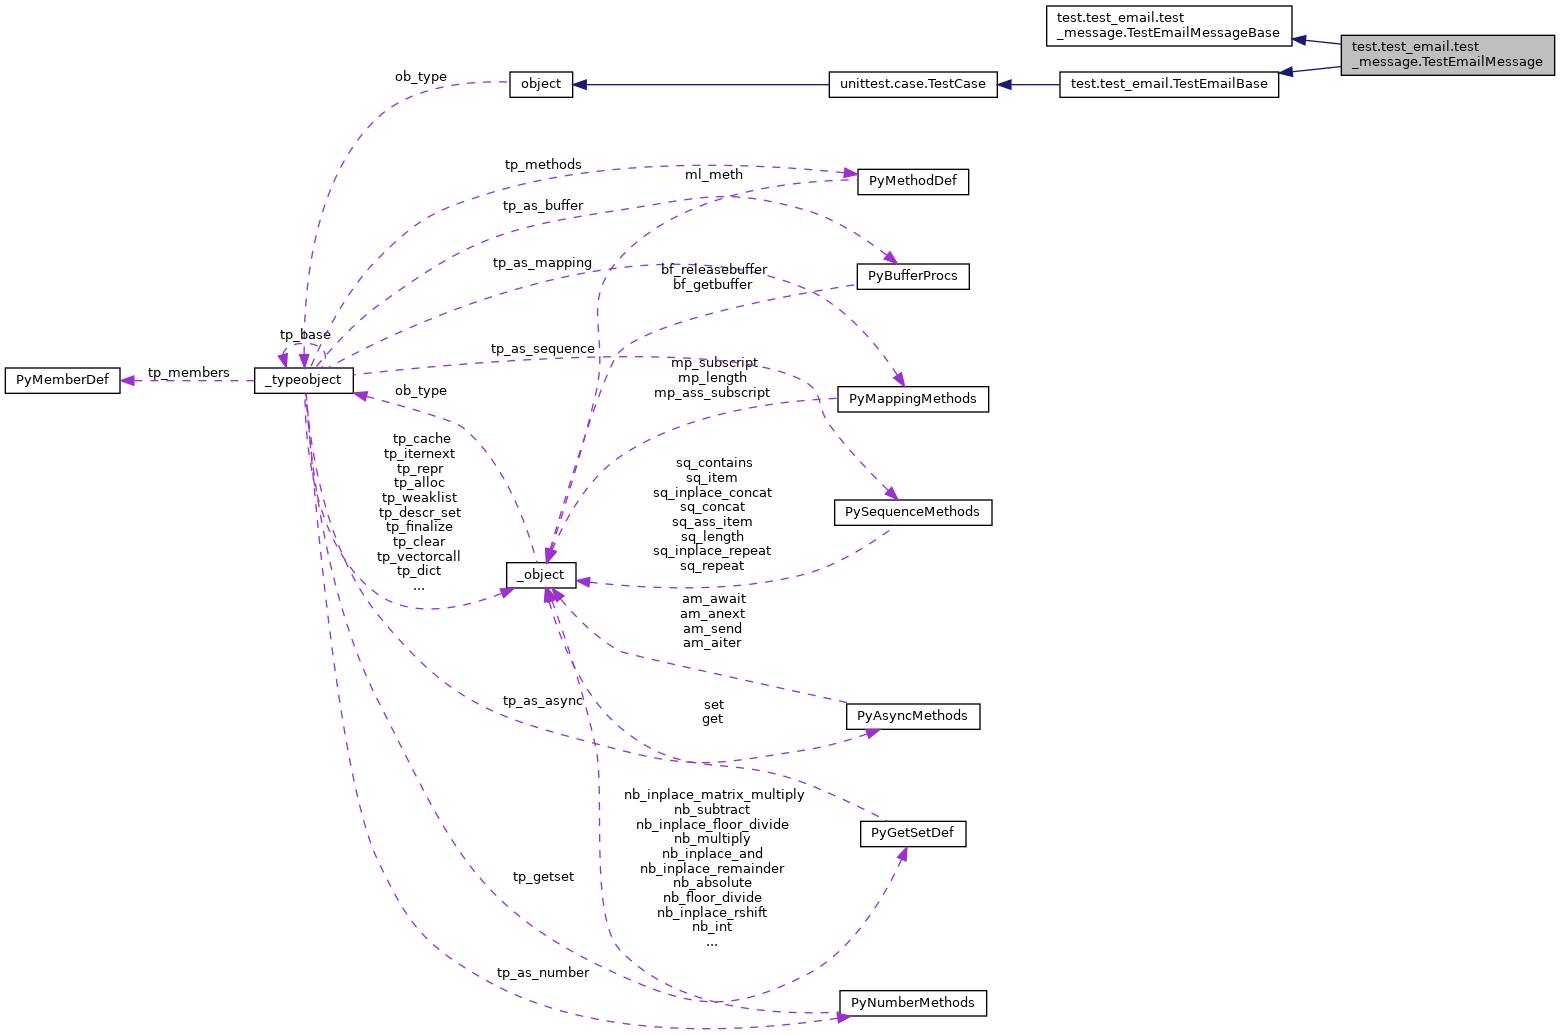 test.test_email.test
_message.TestEmailMessageBase
test.test_email.test
_message.TestEmailMessage
ob_type
object
unittest.case.TestCase
test.test_email.TestEmailBase
tp_methods
ml_meth
PyMethodDef
tp_as_buffer
tp_as_mapping
bf_releasebuffer
bf_getbuffer
PyBufferProcs
tp_base
tp_as_sequence
mp_subscript
mp_length
mp_ass_subscript
PyMemberDef
tp_members
_typeobject
ob_type
PyMappingMethods
tp_cache
tp_iternext
tp_repr
tp_alloc
tp_weaklist
tp_descr_set
tp_finalize
tp_clear
tp_vectorcall
tp_dict
...
sq_contains
sq_item
sq_inplace_concat
sq_concat
sq_ass_item
sq_length
sq_inplace_repeat
sq_repeat
PySequenceMethods
_object
am_await
am_anext
am_send
am_aiter
tp_as_async
set
get
PyAsyncMethods
nb_inplace_matrix_multiply
nb_subtract
nb_inplace_floor_divide
nb_multiply
nb_inplace_and
nb_inplace_remainder
nb_absolute
nb_floor_divide
nb_inplace_rshift
nb_int
...
PyGetSetDef
tp_getset
tp_as_number
PyNumberMethods